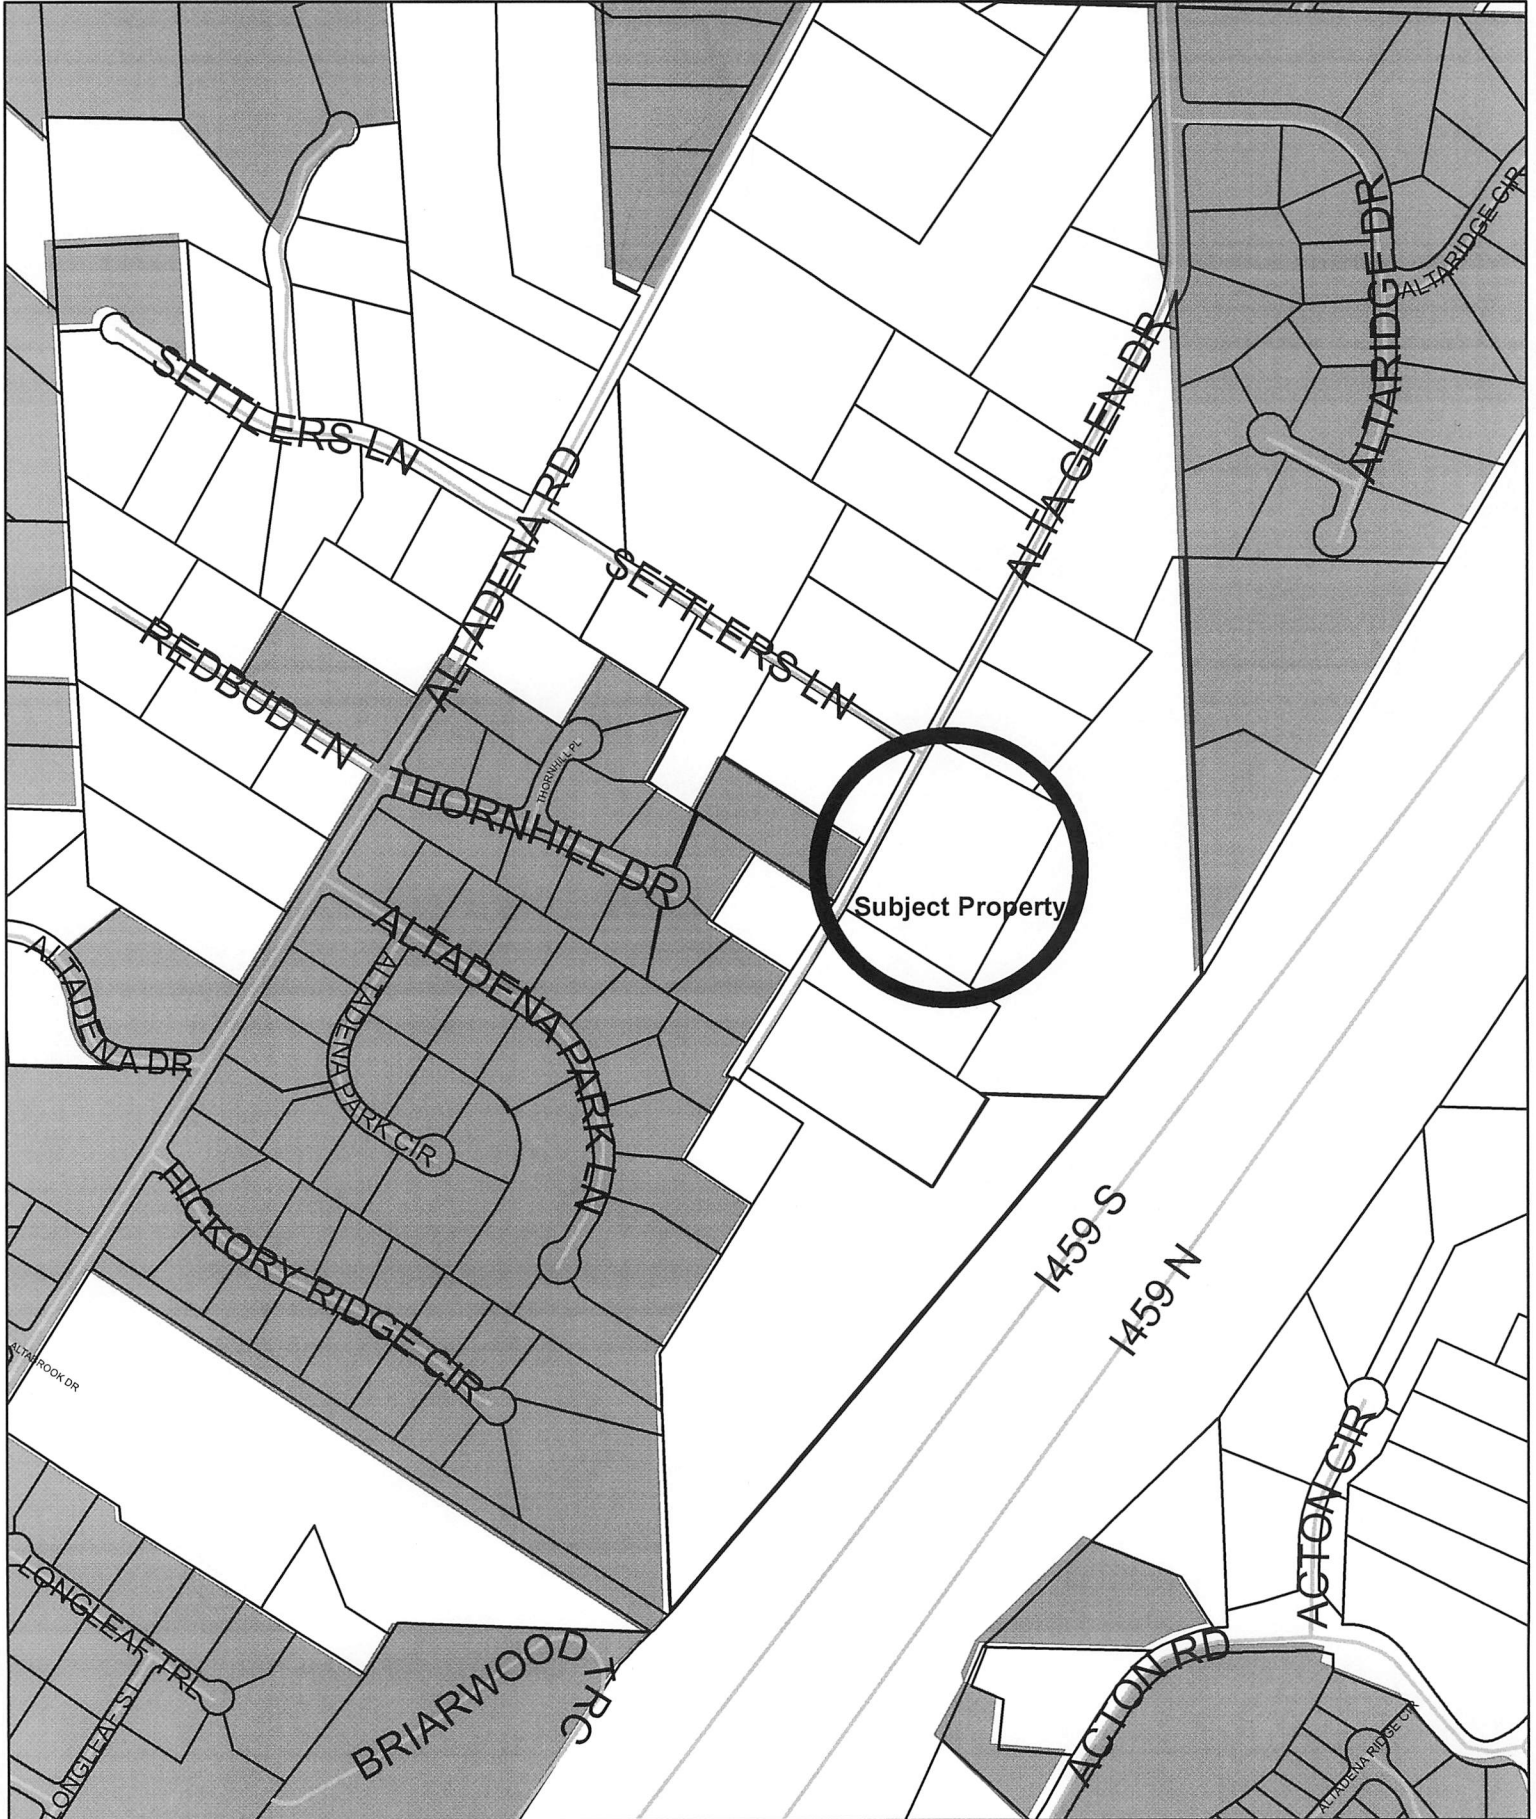 ALTARIDGE DR
ALTARIDGE CIR
ALTA GLEN DR
SETTLERS LN
ALTADENA RD
SETTLERS LN
REDBUD LN
THORNHILL PL
THORNHILL DR
Subject Property
ALTADENA PARK LN
ALTADENA DR
ALTADENA PARK CIR
HICKORY RIDGE CIR
I459 S
I459 N
ALTABROOK DR
ACTON CIR
LONGLEAF TRL
LONGLEAF ST
BRIARWOOD TRC
ACTON RD
ALTADENA RIDGE CIR